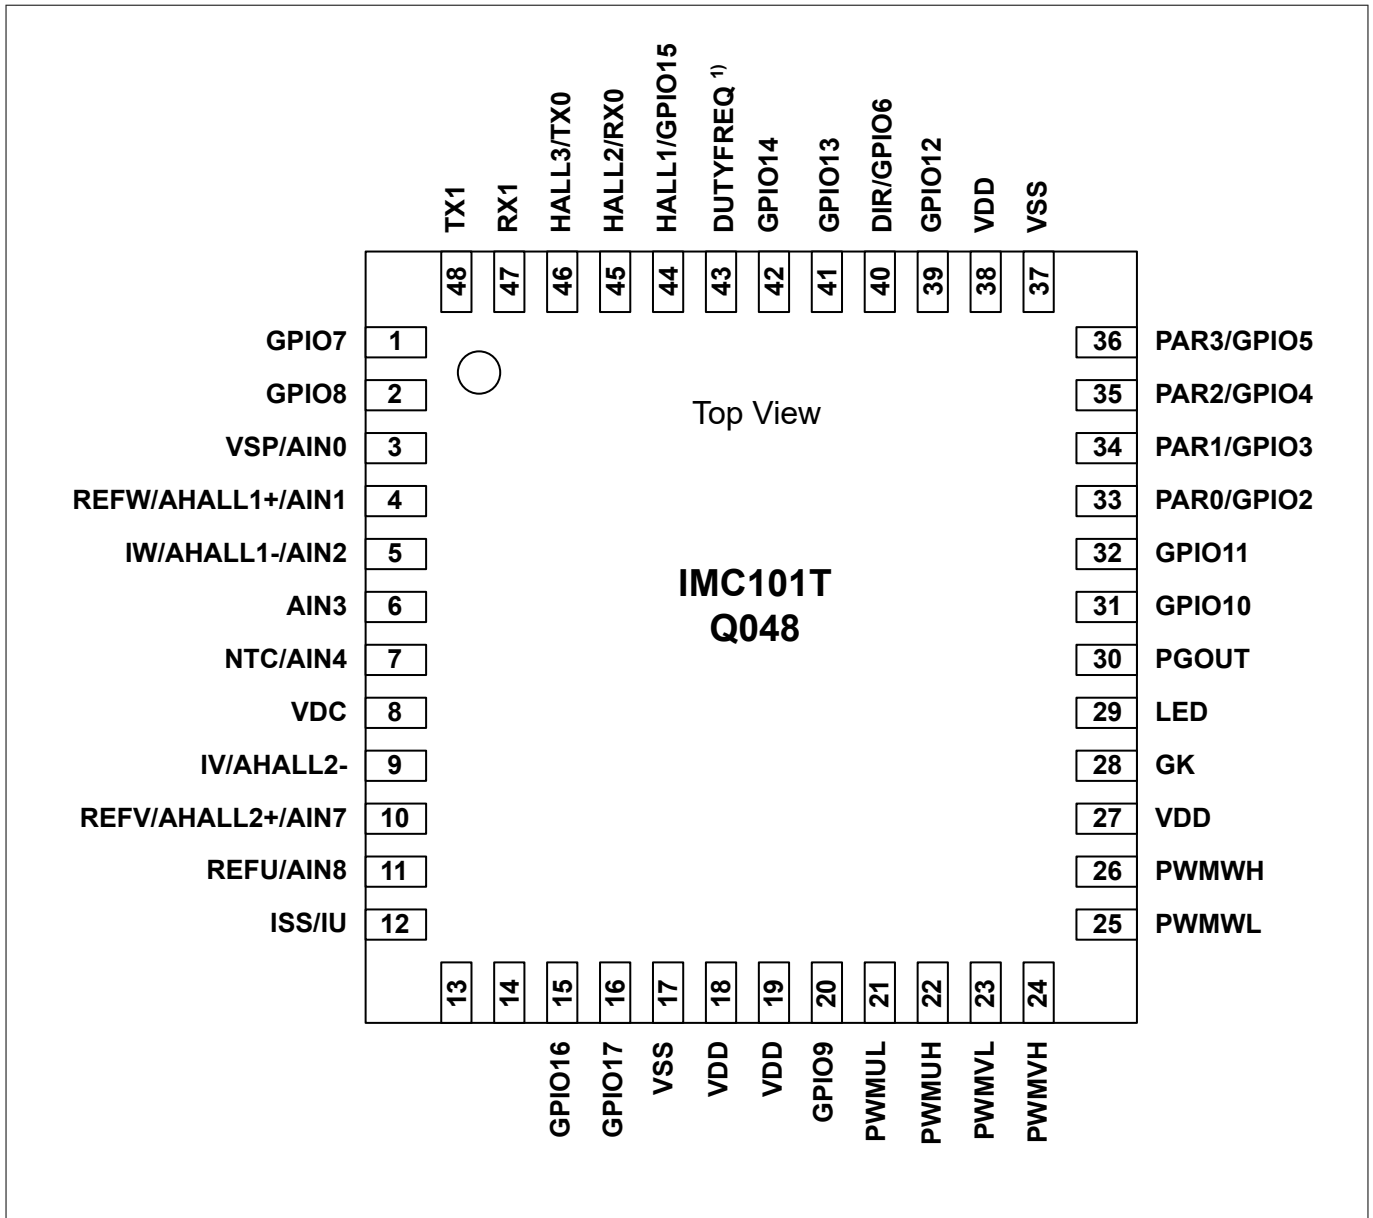 TX1
RX1
HALL3/TX0
HALL2/RX0
HALL1/GPIO15
DUTYFREQ 1)
GPIO14
GPIO13
DIR/GPIO6
GPIO12
VDD
VSS
48
47
46
45
44
43
42
41
40
39
38
37
GPIO7 1
GPIO8 2
VSP/AIN0 3
REFW/AHALL1+/AIN1 4
IW/AHALL1-/AIN2 5
AIN3 6
NTC/AIN4 7
VDC 8
IV/AHALL2- 9
REFV/AHALL2+/AIN7 10
REFU/AIN8 11
ISS/IU 12
Top View
IMC101T
Q048
36 PAR3/GPIO5
35 PAR2/GPIO4
34 PAR1/GPIO3
33 PAR0/GPIO2
32 GPIO11
31 GPIO10
30 PGOUT
29 LED
28 GK
27 VDD
26 PWMWH
25 PWMWL
13
14
15
16
17
18
19
20
21
22
23
24
GPIO16
GPIO17
VSS
VDD
VDD
GPIO9
PWMUL
PWMUH
PWMVL
PWMVH